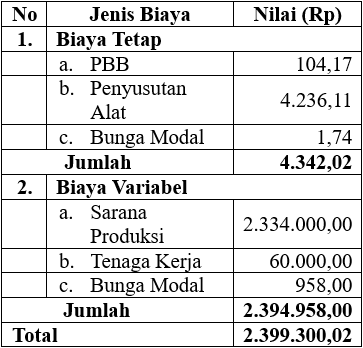 No Jenis Biaya Nilai (Rp)
1. Biaya Tetap
a. PBB 104,17
b. Penyusutan
Alat 4.236,11
c. Bunga Modal 1,74
Jumlah 4.342,02
2. Biaya Variabel
a. Sarana
Produksi 2.334.000,00
b. Tenaga Kerja 60.000,00
c. Bunga Modal 958,00
Jumlah 2.394.958,00
Total 2.399.300,02